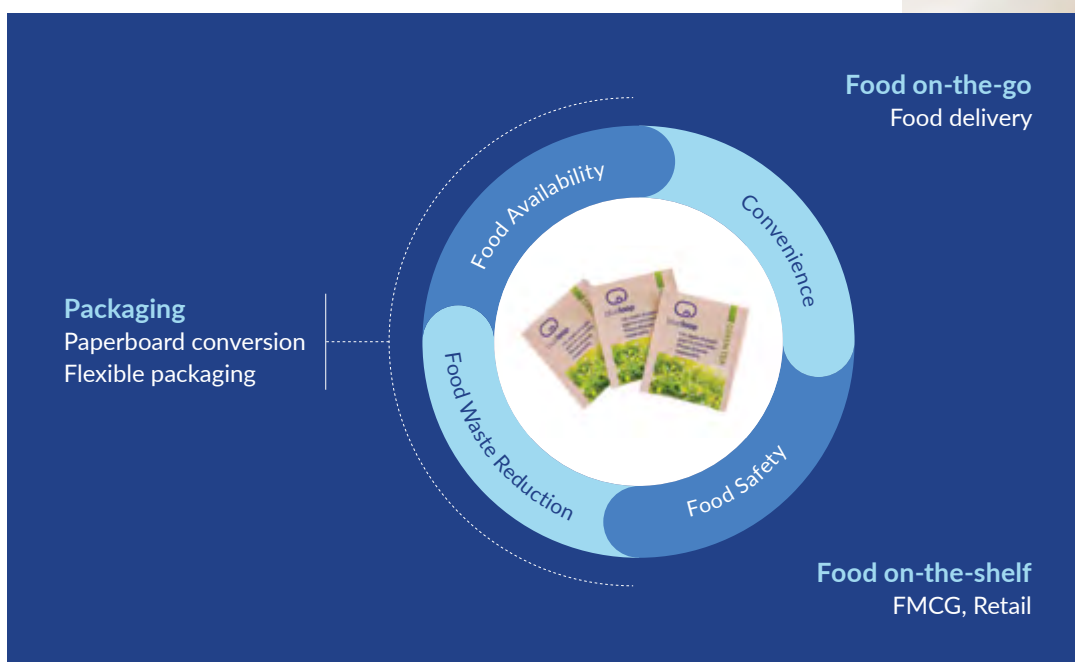 Food on-the-go
Food delivery
Food Availability
Convenience
Packaging
Paperboard conversion
Flexible packaging
Food Waste Reduction
Food Safety
Food on-the-shelf
FMCG, Retail